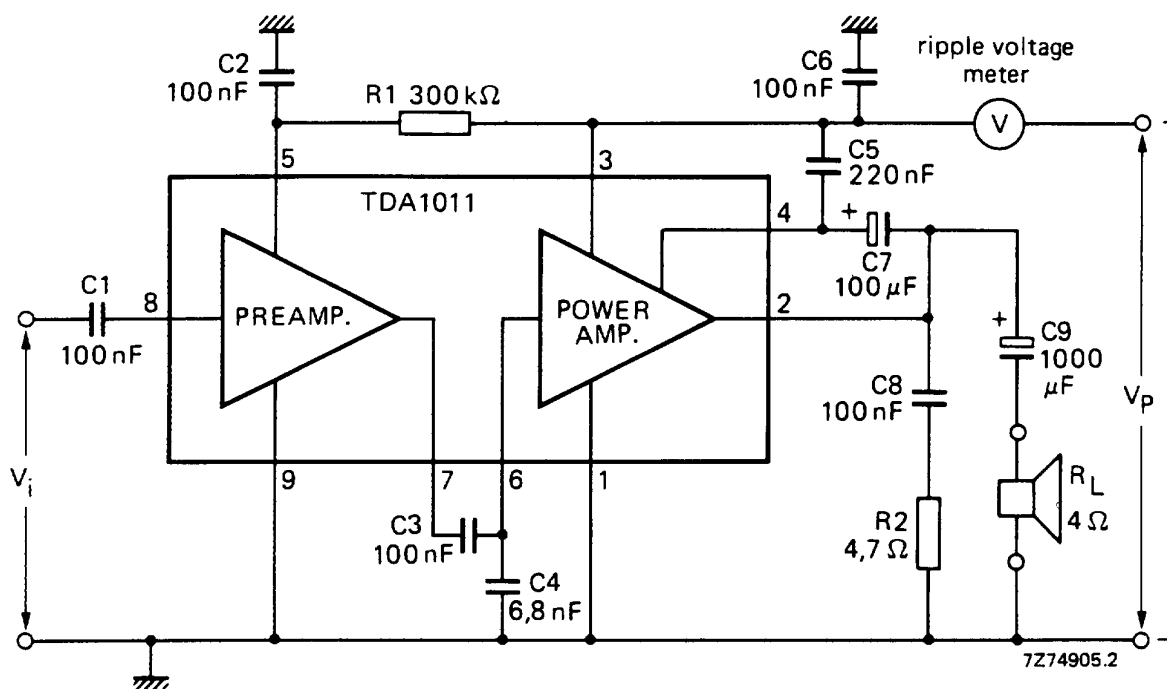 C2
100 nF
R1 300 kΩ
C6
100 nF
ripple voltage
meter
V
5
3
C5
220 nF
TDA1011
4
+
C7
100 µF
C1
100 nF
8
PREAMP.
POWER
AMP.
2
+
C9
1000
µF
C8
100 nF
V_P
V_i
9
7
6
1
C3
100 nF
C4
6,8 nF
R2
4,7 Ω
R_L
4 Ω
7Z74905.2